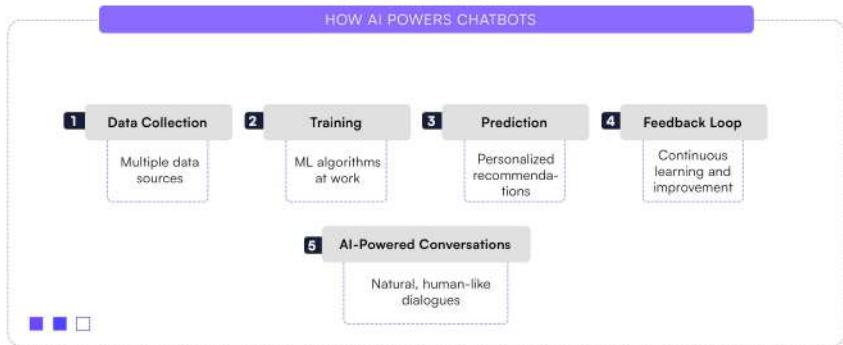 HOW AI POWERS CHATBOTS
1 Data Collection
Multiple data
sources
2 Training
ML algorithms
at work
3 Prediction
Personalized
recommenda-
tions
4 Feedback Loop
Continuous
learning and
improvement
5 AI-Powered Conversations
Natural, human-like
dialogues